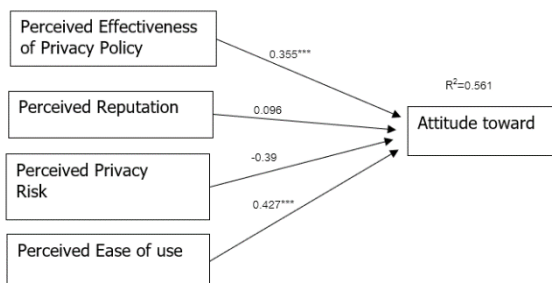 Perceived Effectiveness
of Privacy Policy
0.355***
R²=0.561
Perceived Reputation
0.096
Attitude toward
Perceived Privacy
Risk
-0.39
0.427***
Perceived Ease of use